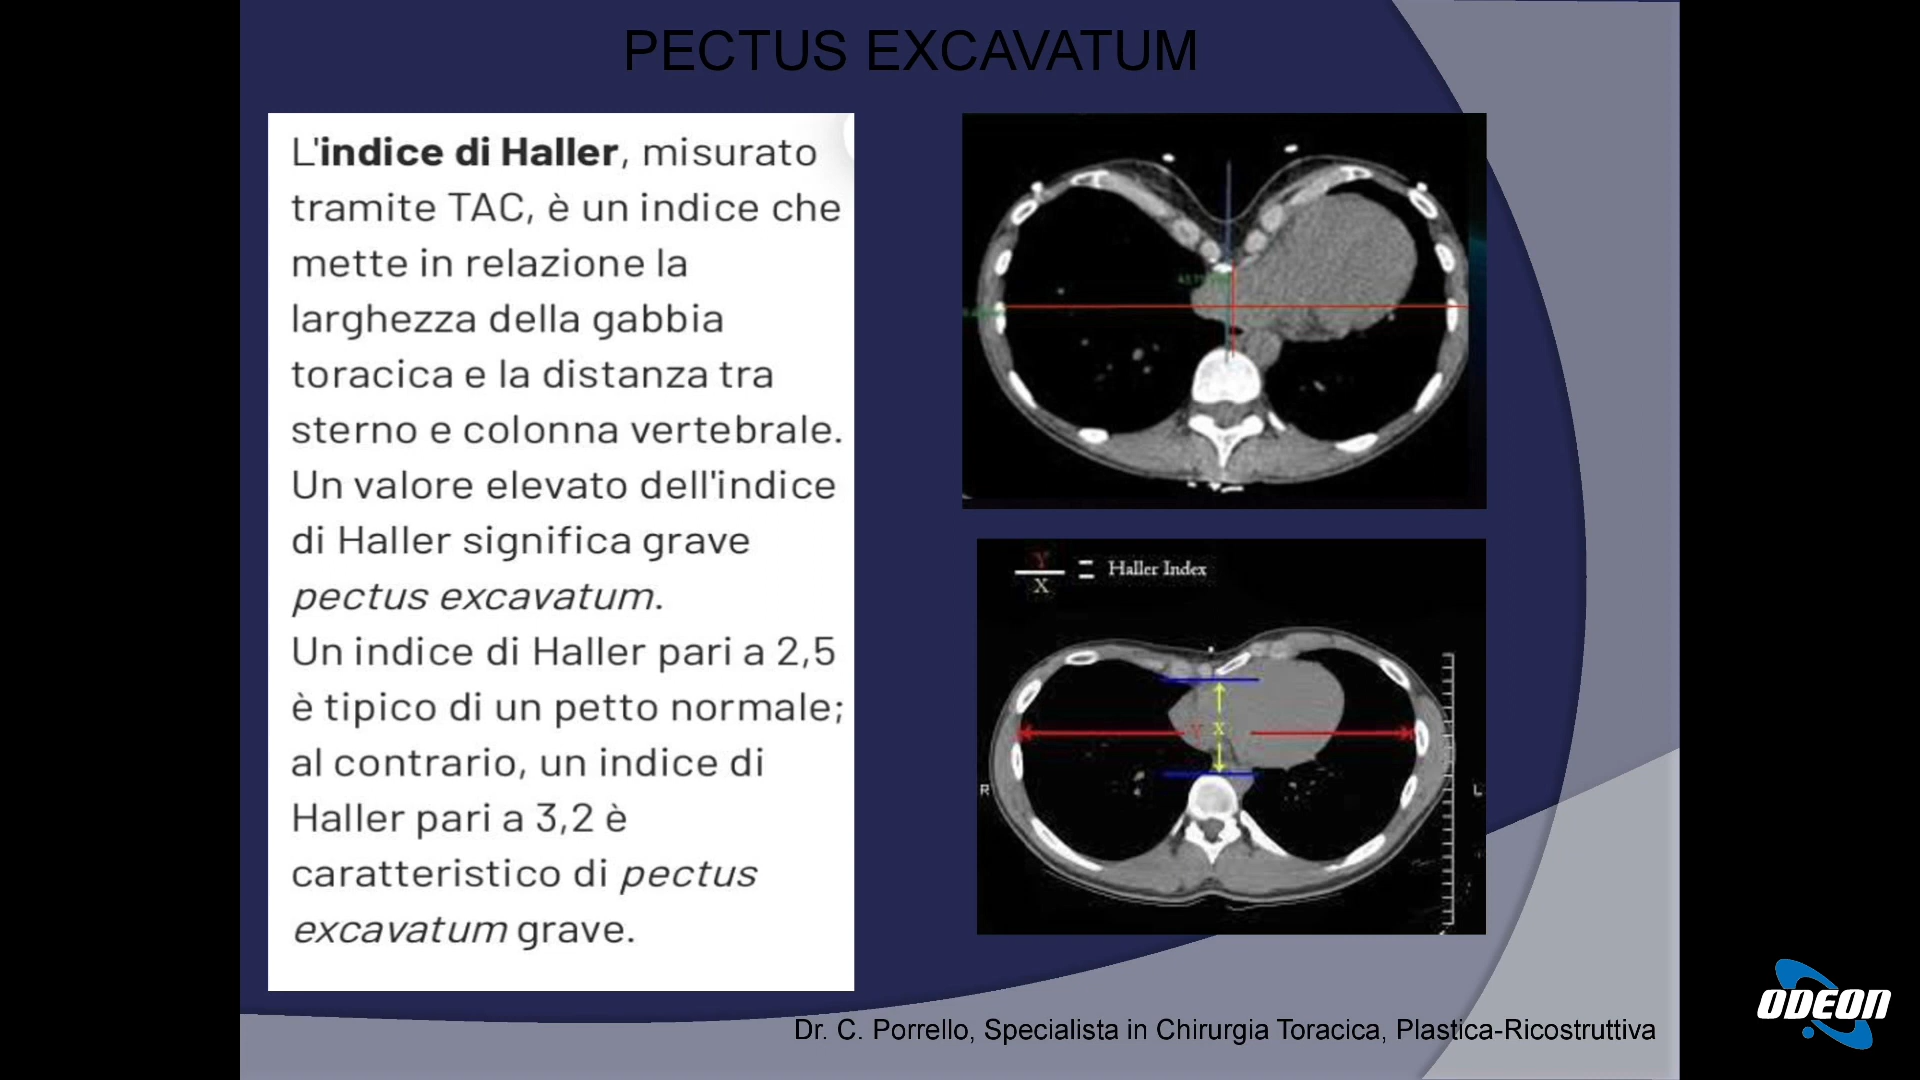 PECTUS EXCAVATUM
L'indice di Haller, misurato
tramite TAC, è un indice che
mette in relazione la
larghezza della gabbia
toracica e la distanza tra
sterno e colonna vertebrale.
Un valore elevato dell'indice
di Haller significa grave
pectus excavatum.
Un indice di Haller pari a 2,5
è tipico di un petto normale;
al contrario, un indice di
Haller pari a 3,2 è
caratteristico di pectus
excavatum grave.
Y
X
= Haller Index
Y X
R L
Dr. C. Porrello, Specialista in Chirurgia Toracica, Plastica-Ricostruttiva
ODEON